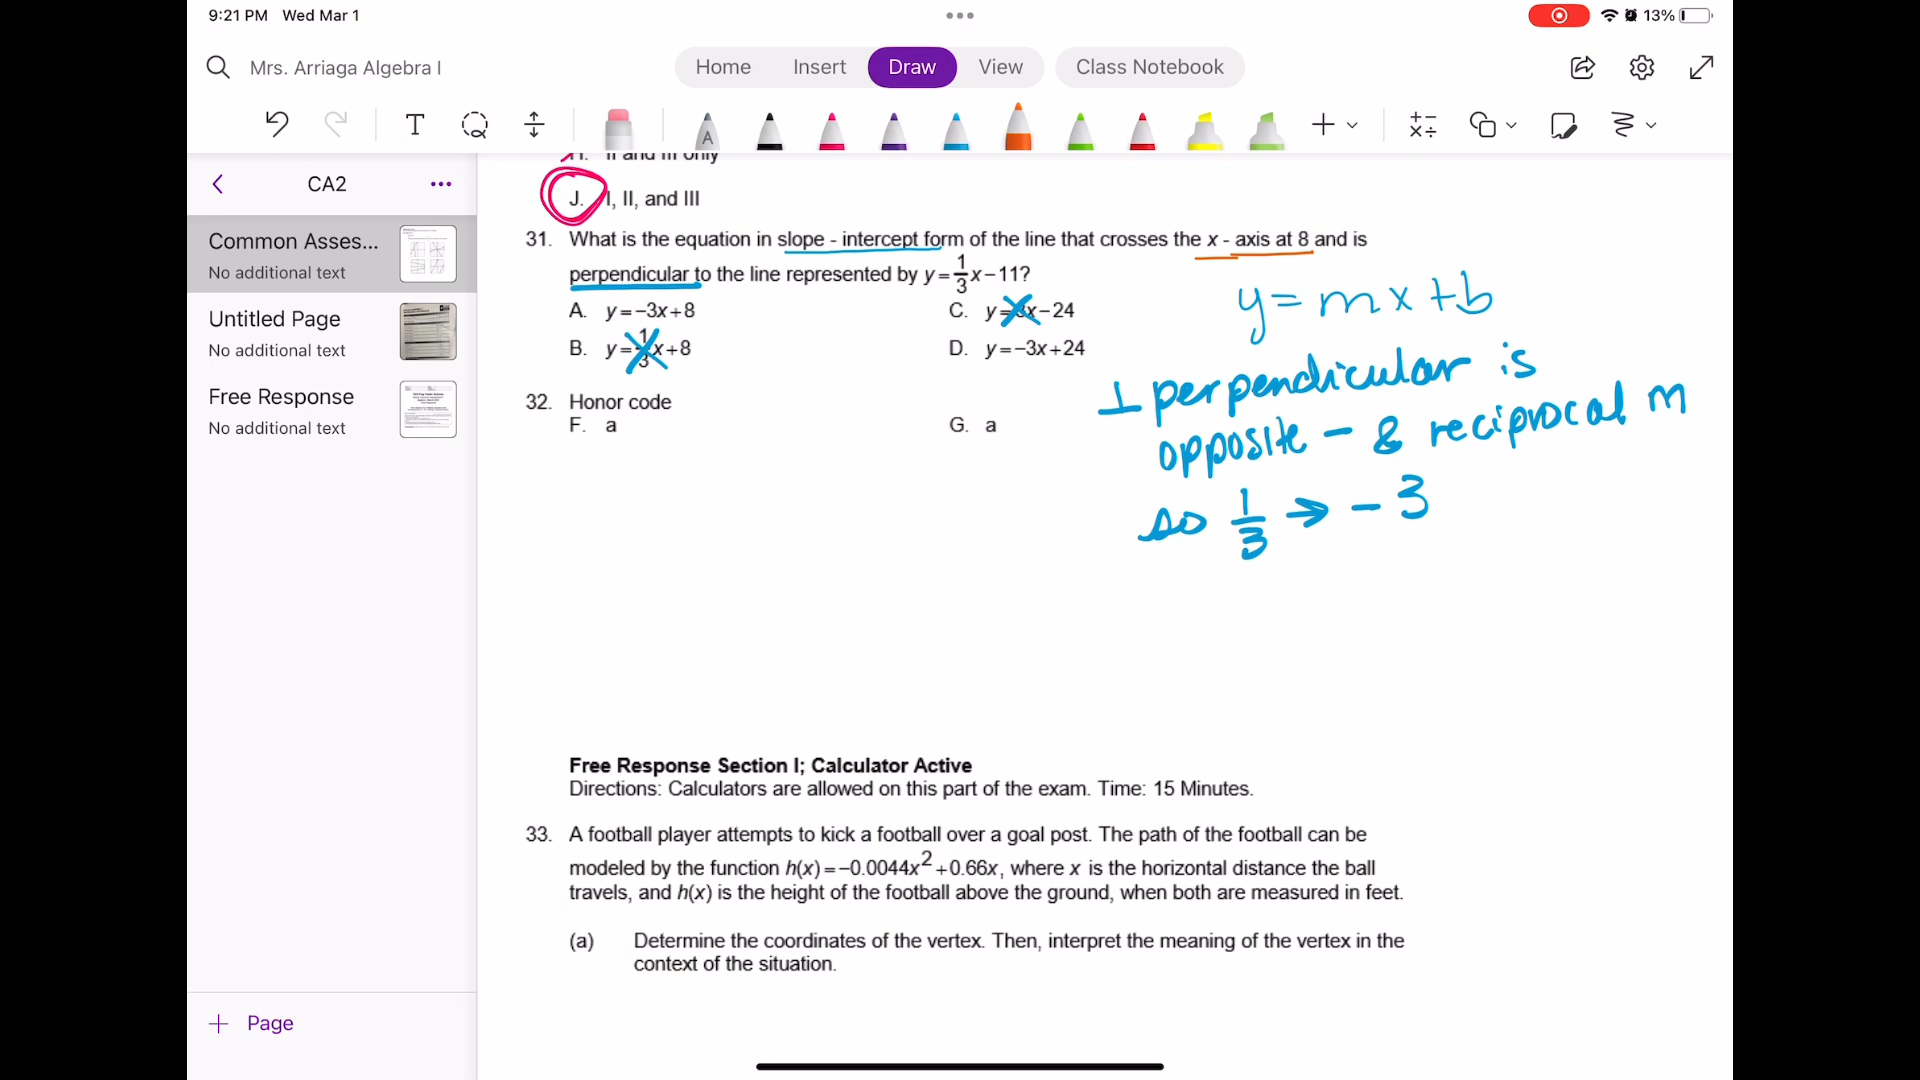 9:21 PM Wed Mar 1
13%
Mrs. Arriaga Algebra I
Home Insert Draw View Class Notebook
CA2
Common Asses...
No additional text
Untitled Page
No additional text
Free Response
No additional text
+ Page
H. II and III only
J. I, II, and III
31. What is the equation in slope - intercept form of the line that crosses the x - axis at 8 and is
perpendicular to the line represented by y=1/3x−11?
A. y=−3x+8
C. y=3x−24
B. y=1/3x+8
D. y=−3x+24
32. Honor code
F. a
G. a
y = mx + b
⊥ perpendicular is
opposite − & reciprocal m
so 1/3 → −3
Free Response Section I; Calculator Active
Directions: Calculators are allowed on this part of the exam. Time: 15 Minutes.
33. A football player attempts to kick a football over a goal post. The path of the football can be
modeled by the function h(x)=−0.0044x²+0.66x, where x is the horizontal distance the ball
travels, and h(x) is the height of the football above the ground, when both are measured in feet.
(a) Determine the coordinates of the vertex. Then, interpret the meaning of the vertex in the
context of the situation.